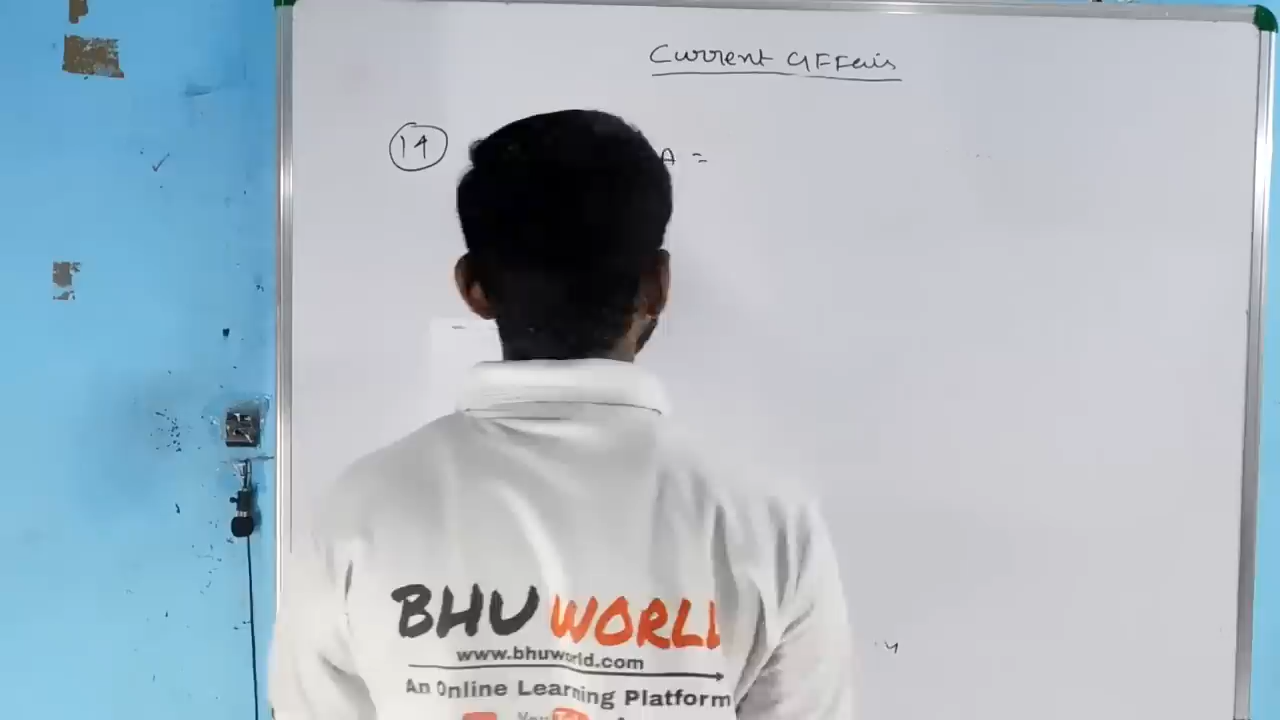 Current Affairs
14
A =
BHU WORLD
www.bhuworld.com
An Online Learning Platform